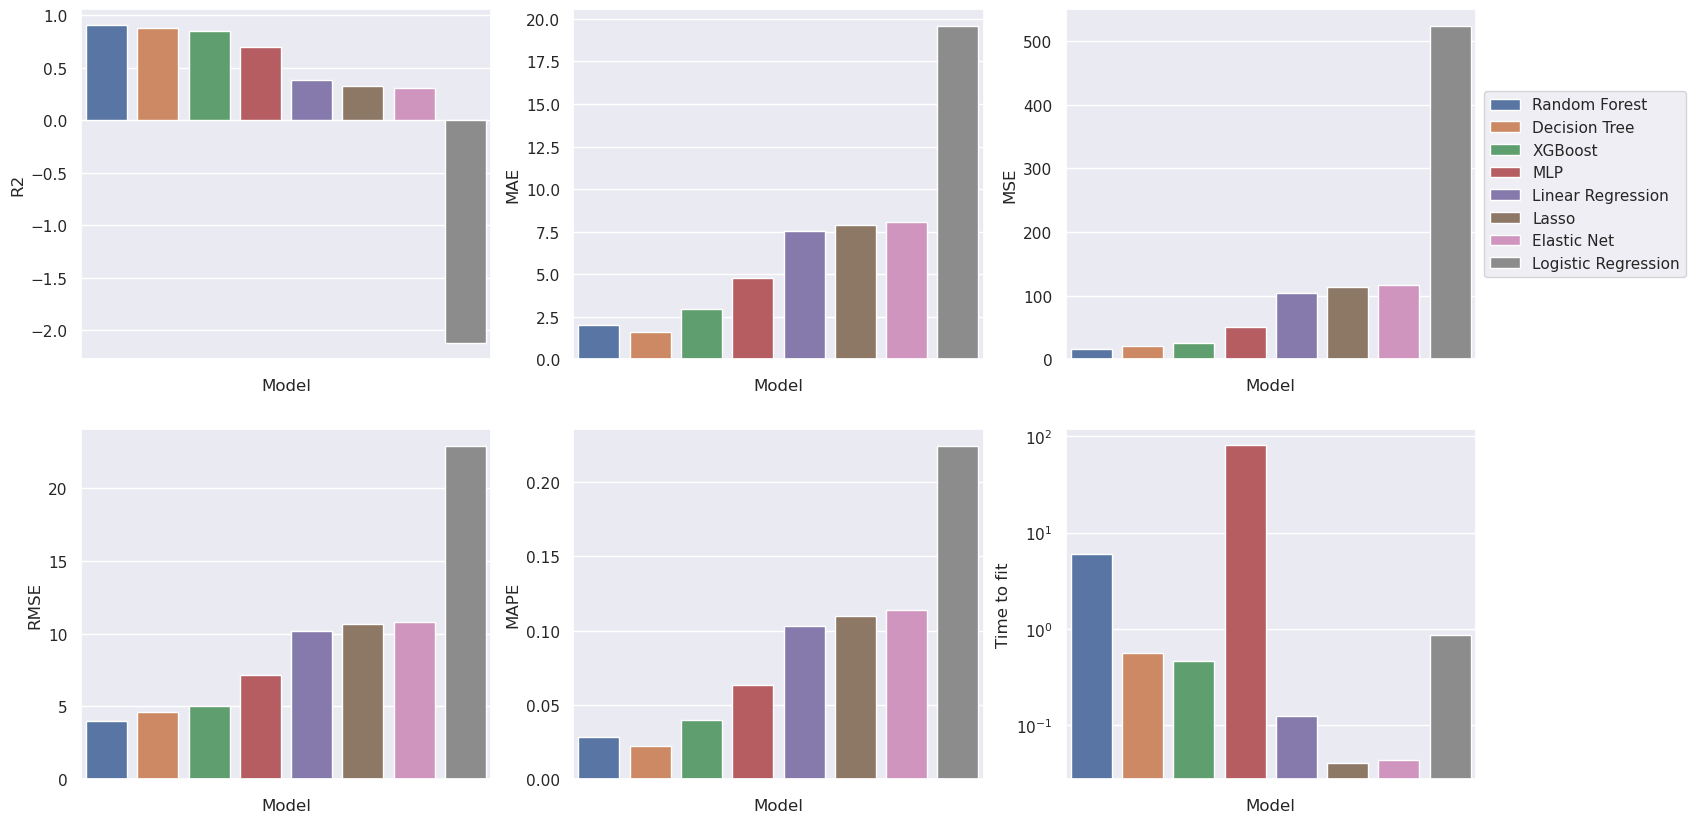 1.0
0.5
0.0
−0.5
−1.0
−1.5
−2.0
R2
Model
20.0
17.5
15.0
12.5
10.0
7.5
5.0
2.5
0.0
MAE
Model
500
400
300
200
100
0
MSE
Model
Random Forest
Decision Tree
XGBoost
MLP
Linear Regression
Lasso
Elastic Net
Logistic Regression
20
15
10
5
0
RMSE
Model
0.20
0.15
0.10
0.05
0.00
MAPE
Model
10²
10¹
10⁰
10⁻¹
Time to fit
Model